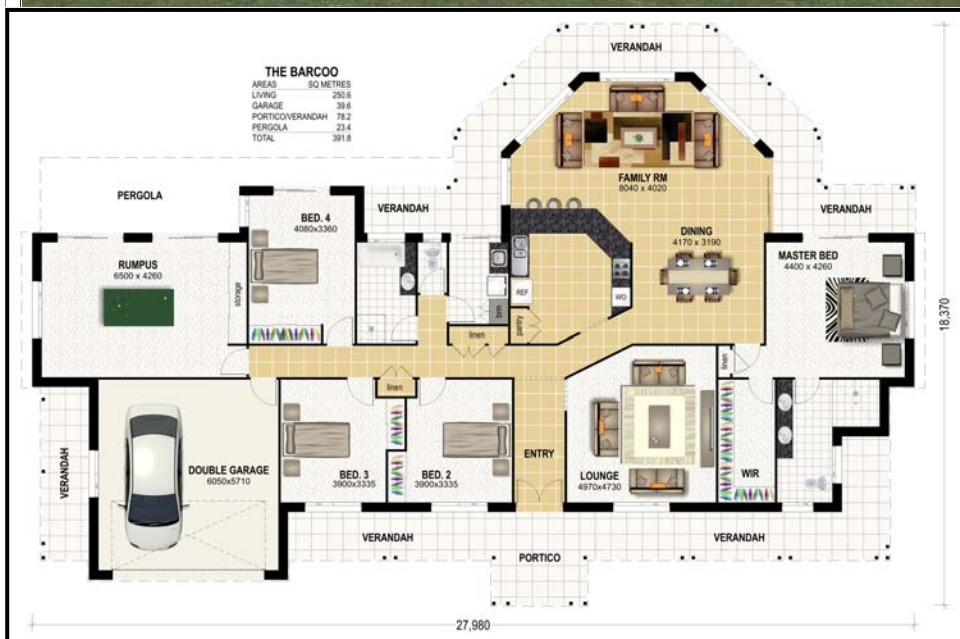 THE BARCOO
AREAS SQ METRES
LIVING 250.6
GARAGE 39.6
PORTICO/VERANDAH 78.2
PERGOLA 23.4
TOTAL 391.8
VERANDAH
PERGOLA
BED. 4
4080x3360
VERANDAH
FAMILY RM
8040 x 4020
VERANDAH
DINING
4170 x 3190
RUMPUS
6500 x 4260
storage
MASTER BED
4400 x 4260
REF
WO
brm
pantry
linen
linen
linen
18,370
VERANDAH
DOUBLE GARAGE
6050x5710
BED. 3
3900x3335
BED. 2
3900x3335
ENTRY
LOUNGE
4970x4730
WIR
VERANDAH
PORTICO
VERANDAH
27,980